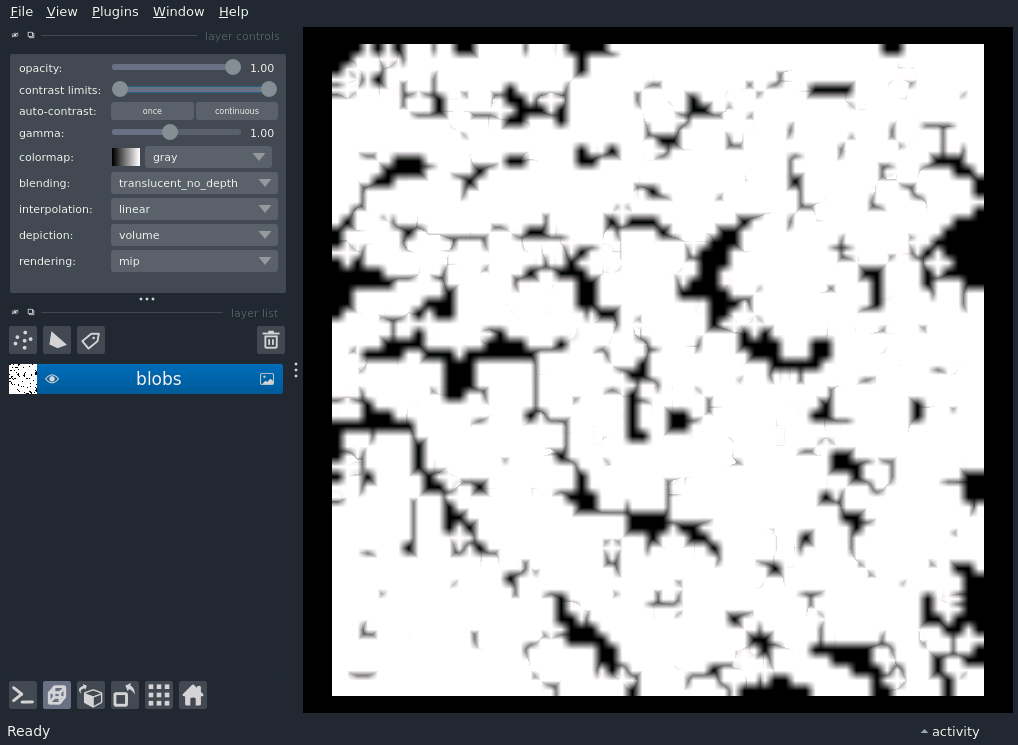 File View Plugins Window Help
layer controls
opacity: 1.00
contrast limits:
auto-contrast: once continuous
gamma: 1.00
colormap: gray
blending: translucent_no_depth
interpolation: linear
depiction: volume
rendering: mip
layer list
blobs
Ready activity